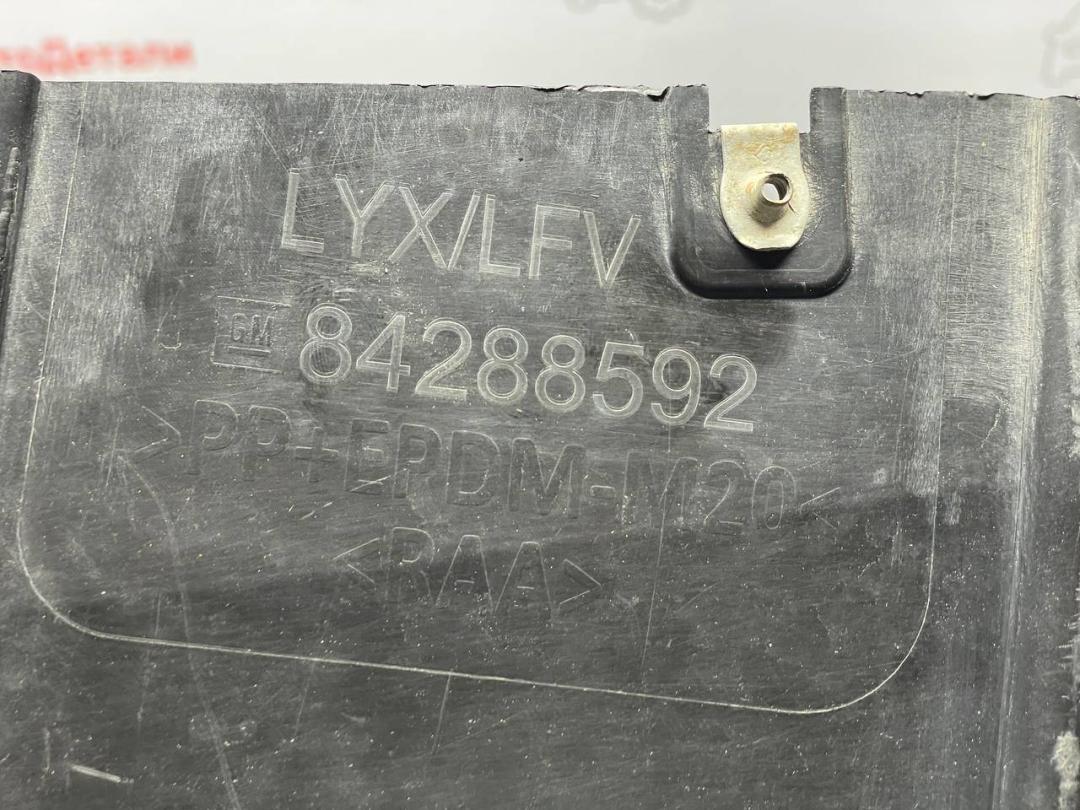 LYX/LFV
GM 84288592
>PP+EPDM-M20<
<RAA>